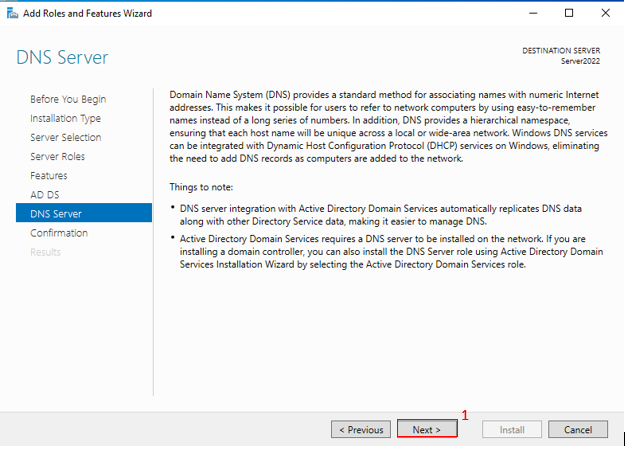 Add Roles and Features Wizard
DNS Server
DESTINATION SERVER
Server2022
Before You Begin
Installation Type
Server Selection
Server Roles
Features
AD DS
DNS Server
Confirmation
Results
Domain Name System (DNS) provides a standard method for associating names with numeric Internet
addresses. This makes it possible for users to refer to network computers by using easy-to-remember
names instead of a long series of numbers. In addition, DNS provides a hierarchical namespace,
ensuring that each host name will be unique across a local or wide-area network. Windows DNS services
can be integrated with Dynamic Host Configuration Protocol (DHCP) services on Windows, eliminating
the need to add DNS records as computers are added to the network.
Things to note:
• DNS server integration with Active Directory Domain Services automatically replicates DNS data
along with other Directory Service data, making it easier to manage DNS.
• Active Directory Domain Services requires a DNS server to be installed on the network. If you are
installing a domain controller, you can also install the DNS Server role using Active Directory Domain
Services Installation Wizard by selecting the Active Directory Domain Services role.
1
< Previous
Next >
Install
Cancel